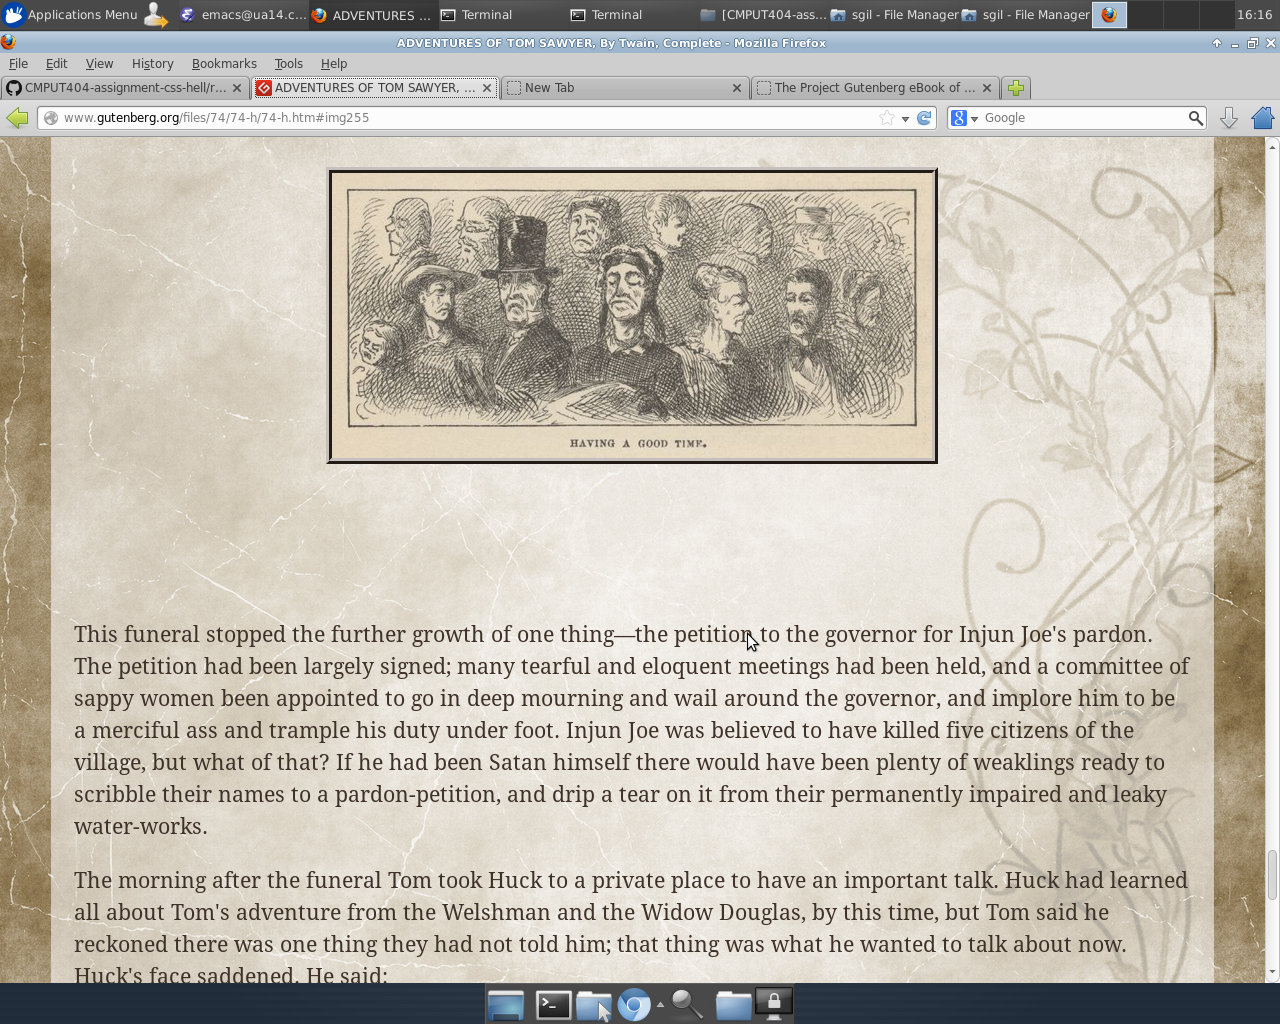 Applications Menu
emacs@ua14.c...
ADVENTURES ...
Terminal
Terminal
[CMPUT404-ass...
sgil - File Manager
sgil - File Manager
16:16
ADVENTURES OF TOM SAWYER, By Twain, Complete - Mozilla Firefox
File Edit View History Bookmarks Tools Help
CMPUT404-assignment-css-hell/r...
ADVENTURES OF TOM SAWYER, ...
New Tab
The Project Gutenberg eBook of ...
www.gutenberg.org/files/74/74-h/74-h.htm#img255
Google
HAVING A GOOD TIME.
This funeral stopped the further growth of one thing—the petition to the governor for Injun Joe's pardon.
The petition had been largely signed; many tearful and eloquent meetings had been held, and a committee of
sappy women been appointed to go in deep mourning and wail around the governor, and implore him to be
a merciful ass and trample his duty under foot. Injun Joe was believed to have killed five citizens of the
village, but what of that? If he had been Satan himself there would have been plenty of weaklings ready to
scribble their names to a pardon-petition, and drip a tear on it from their permanently impaired and leaky
water-works.
The morning after the funeral Tom took Huck to a private place to have an important talk. Huck had learned
all about Tom's adventure from the Welshman and the Widow Douglas, by this time, but Tom said he
reckoned there was one thing they had not told him; that thing was what he wanted to talk about now.
Huck's face saddened. He said: